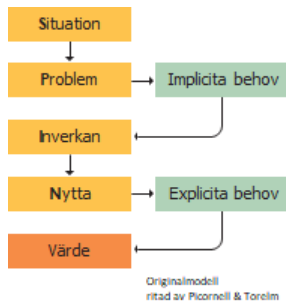 Situation
Problem
Implicita behov
Inverkan
Nytta
Explicita behov
Värde
Originalmodell
ritad av Picornell & Torelm